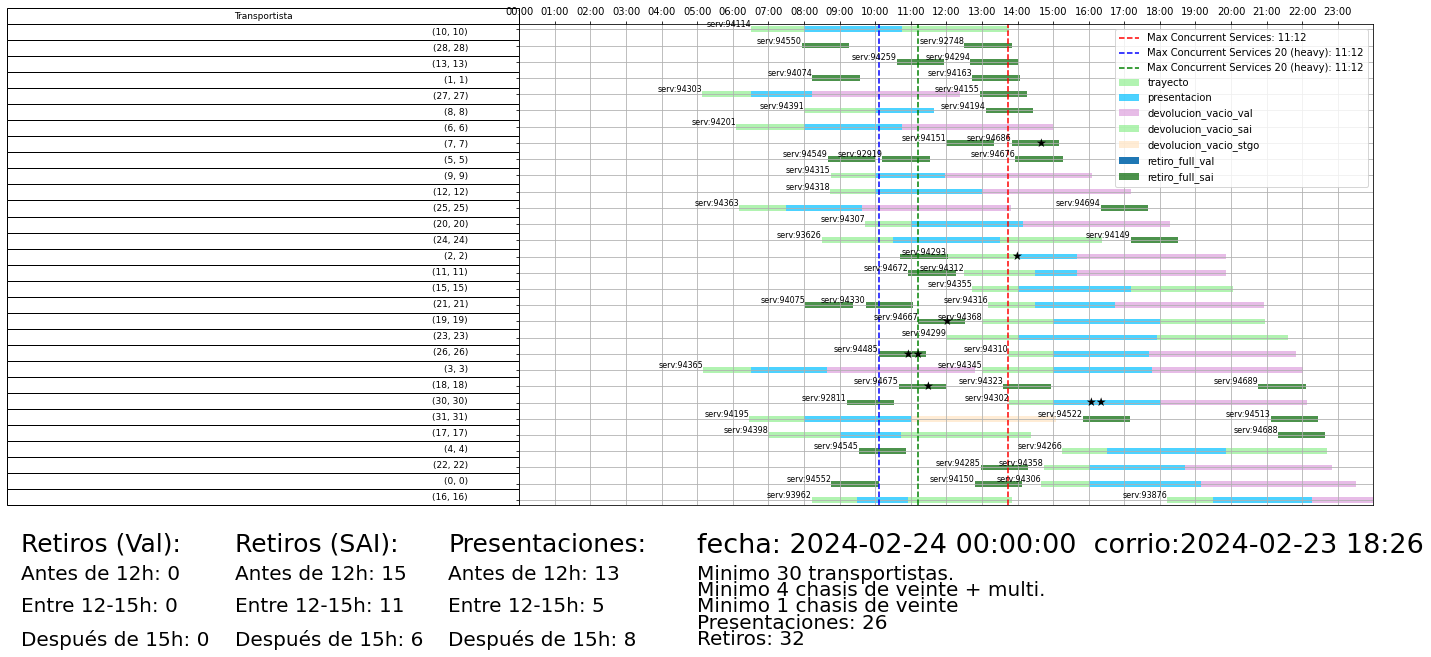 Transportista
00:00 01:00 02:00 03:00 04:00 05:00 06:00 07:00 08:00 09:00 10:00 11:00 12:00 13:00 14:00 15:00 16:00 17:00 18:00 19:00 20:00 21:00 22:00 23:00
(10, 10) serv:94114
(28, 28) serv:94550 serv:92748
(13, 13) serv:94259 serv:94294
(1, 1) serv:94074 serv:94163
(27, 27) serv:94303 serv:94155
(8, 8) serv:94391 serv:94194
(6, 6) serv:94201
(7, 7) serv:94151 serv:94686
(5, 5) serv:94549 serv:92919 serv:94676
(9, 9) serv:94315
(12, 12) serv:94318
(25, 25) serv:94363 serv:94694
(20, 20) serv:94307
(24, 24) serv:93626 serv:94149
(2, 2) serv:94293
(11, 11) serv:94672 serv:94312
(15, 15) serv:94355
(21, 21) serv:94075 serv:94330 serv:94316
(19, 19) serv:94667 serv:94368
(23, 23) serv:94299
(26, 26) serv:94485 serv:94310
(3, 3) serv:94365 serv:94345
(18, 18) serv:94675 serv:94323 serv:94689
(30, 30) serv:92811 serv:94302
(31, 31) serv:94195 serv:94522 serv:94513
(17, 17) serv:94398 serv:94688
(4, 4) serv:94545 serv:94266
(22, 22) serv:94285 serv:94358
(0, 0) serv:94552 serv:94150 serv:94306
(16, 16) serv:93962 serv:93876
Max Concurrent Services: 11:12
Max Concurrent Services 20 (heavy): 11:12
Max Concurrent Services 20 (heavy): 11:12
trayecto
presentacion
devolucion_vacio_val
devolucion_vacio_sai
devolucion_vacio_stgo
retiro_full_val
retiro_full_sai
Retiros (Val):
Antes de 12h: 0
Entre 12-15h: 0
Después de 15h: 0
Retiros (SAI):
Antes de 12h: 15
Entre 12-15h: 11
Después de 15h: 6
Presentaciones:
Antes de 12h: 13
Entre 12-15h: 5
Después de 15h: 8
fecha: 2024-02-24 00:00:00 corrio:2024-02-23 18:26
Minimo 30 transportistas.
Minimo 4 chasis de veinte + multi.
Minimo 1 chasis de veinte
Presentaciones: 26
Retiros: 32